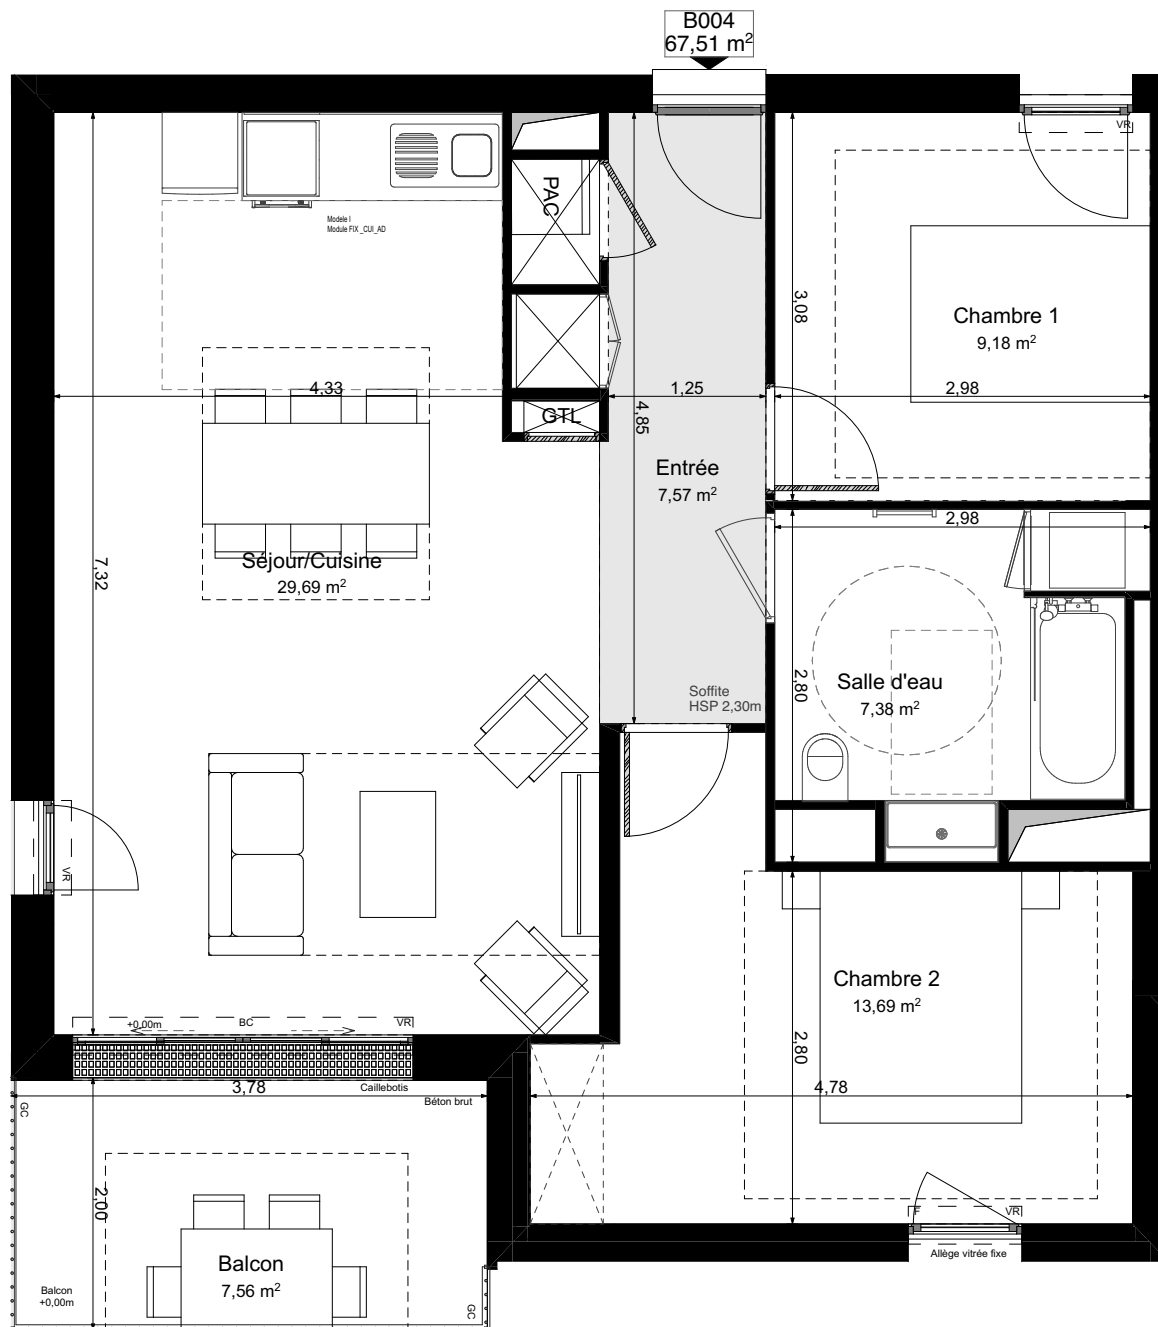 B004
67,51 m²
VR
PAC
Modele I
Module FIX_CUI_AD
3,08
Chambre 1
9,18 m²
4,33
1,25
2,98
GTL
4,85
Entrée
7,57 m²
2,98
7,32
Séjour/Cuisine
29,69 m²
2,80
Salle d'eau
7,38 m²
Soffite
HSP 2,30m
VR
Chambre 2
13,69 m²
+0,00m
BC
VR
2,80
3,78
Caillebotis
4,78
GC
Béton brut
2,00
F
VR
Allège vitrée fixe
Balcon
7,56 m²
Balcon
+0,00m
GC